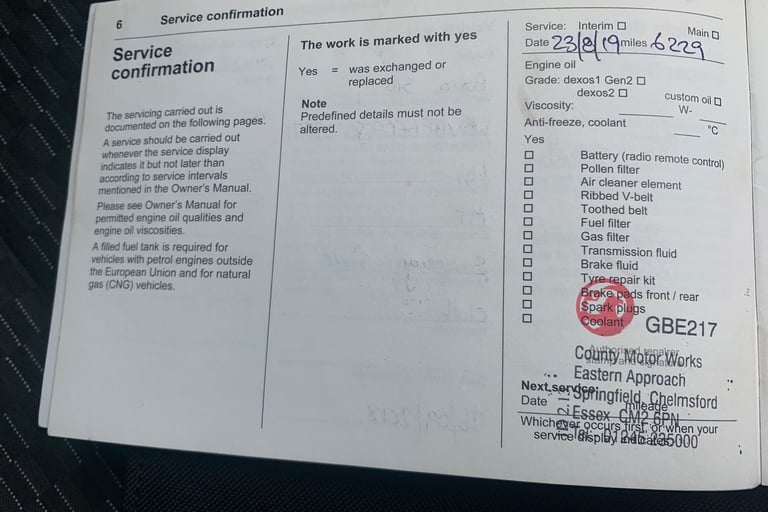 6 Service confirmation
Service
confirmation
The servicing carried out is
documented on the following pages.
A service should be carried out
whenever the service display
indicates it but not later than
according to service intervals
mentioned in the Owner's Manual.
Please see Owner's Manual for
permitted engine oil qualities and
engine oil viscosities.
A filled fuel tank is required for
vehicles with petrol engines outside
the European Union and for natural
gas (CNG) vehicles.
The work is marked with yes
Yes = was exchanged or
replaced
Note
Predefined details must not be
altered.
Service: Interim ☐ Main ☐
Date 23/8/19 miles 6229
Engine oil
Grade: dexos1 Gen2 ☐
dexos2 ☐ custom oil ☐
Viscosity: W-
Anti-freeze, coolant °C
Yes
☐ Battery (radio remote control)
☐ Pollen filter
☐ Air cleaner element
☐ Ribbed V-belt
☐ Toothed belt
☐ Fuel filter
☐ Gas filter
☐ Transmission fluid
☐ Brake fluid
☐ Tyre repair kit
☐ Brake pads front / rear
☐ Spark plugs
☐ Coolant
GBE217
Authorised repairer
County Motor Works
Eastern Approach
Next service:
Springfield, Chelmsford
Date mileage
Essex CM2 6PN
Whichever occurs first or when your
service display indicates